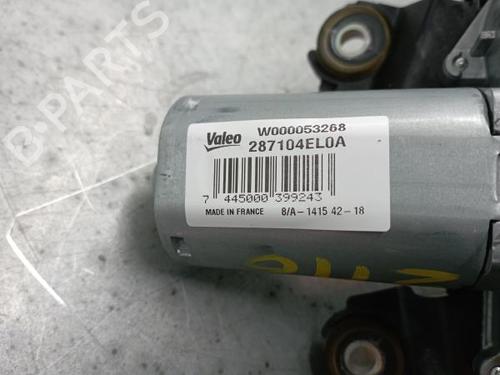 B-PARTS
Valeo
W000053268
287104EL0A
7 445000 399243
MADE IN FRANCE 8/A-1415 42-18